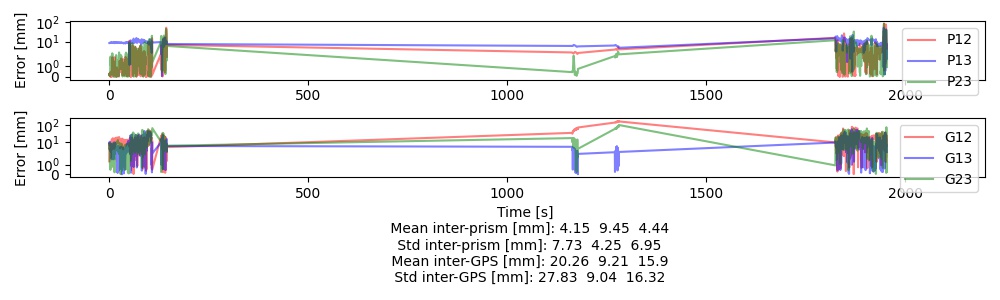 Error [mm]
10²
10¹
10⁰
0
P12
P13
P23
0
500
1000
1500
2000
Error [mm]
10²
10¹
10⁰
0
G12
G13
G23
0
500
1000
1500
2000
Time [s]
Mean inter-prism [mm]: 4.15 9.45 4.44
Std inter-prism [mm]: 7.73 4.25 6.95
Mean inter-GPS [mm]: 20.26 9.21 15.9
Std inter-GPS [mm]: 27.83 9.04 16.32